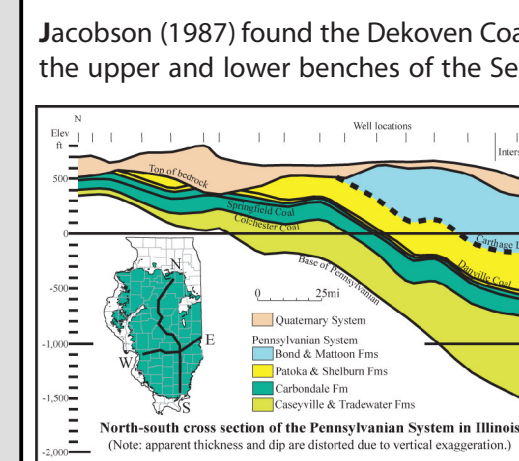 Jacobson (1987) found the Dekoven Coa
the upper and lower benches of the Se
N
Elev
ft
Well locations
Inters
500
0
-500
-1,000
-1,500
-2,000
Top of bedrock
Springfield Coal
Colchester Coal
Base of Pennsylvanian
Carthage L
Danville Coal
N
E
W
S
0 25mi
Quaternary System
Pennsylvanian System
Bond & Mattoon Fms
Patoka & Shelburn Fms
Carbondale Fm
Caseyville & Tradewater Fms
North-south cross section of the Pennsylvanian System in Illinois
(Note: apparent thickness and dip are distorted due to vertical exaggeration.)